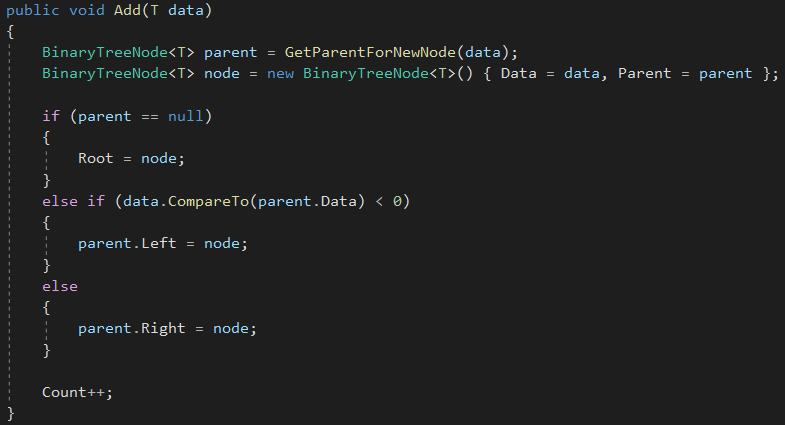 public void Add(T data)
{
    BinaryTreeNode<T> parent = GetParentForNewNode(data);
    BinaryTreeNode<T> node = new BinaryTreeNode<T>() { Data = data, Parent = parent };

    if (parent == null)
    {
        Root = node;
    }
    else if (data.CompareTo(parent.Data) < 0)
    {
        parent.Left = node;
    }
    else
    {
        parent.Right = node;
    }

    Count++;
}